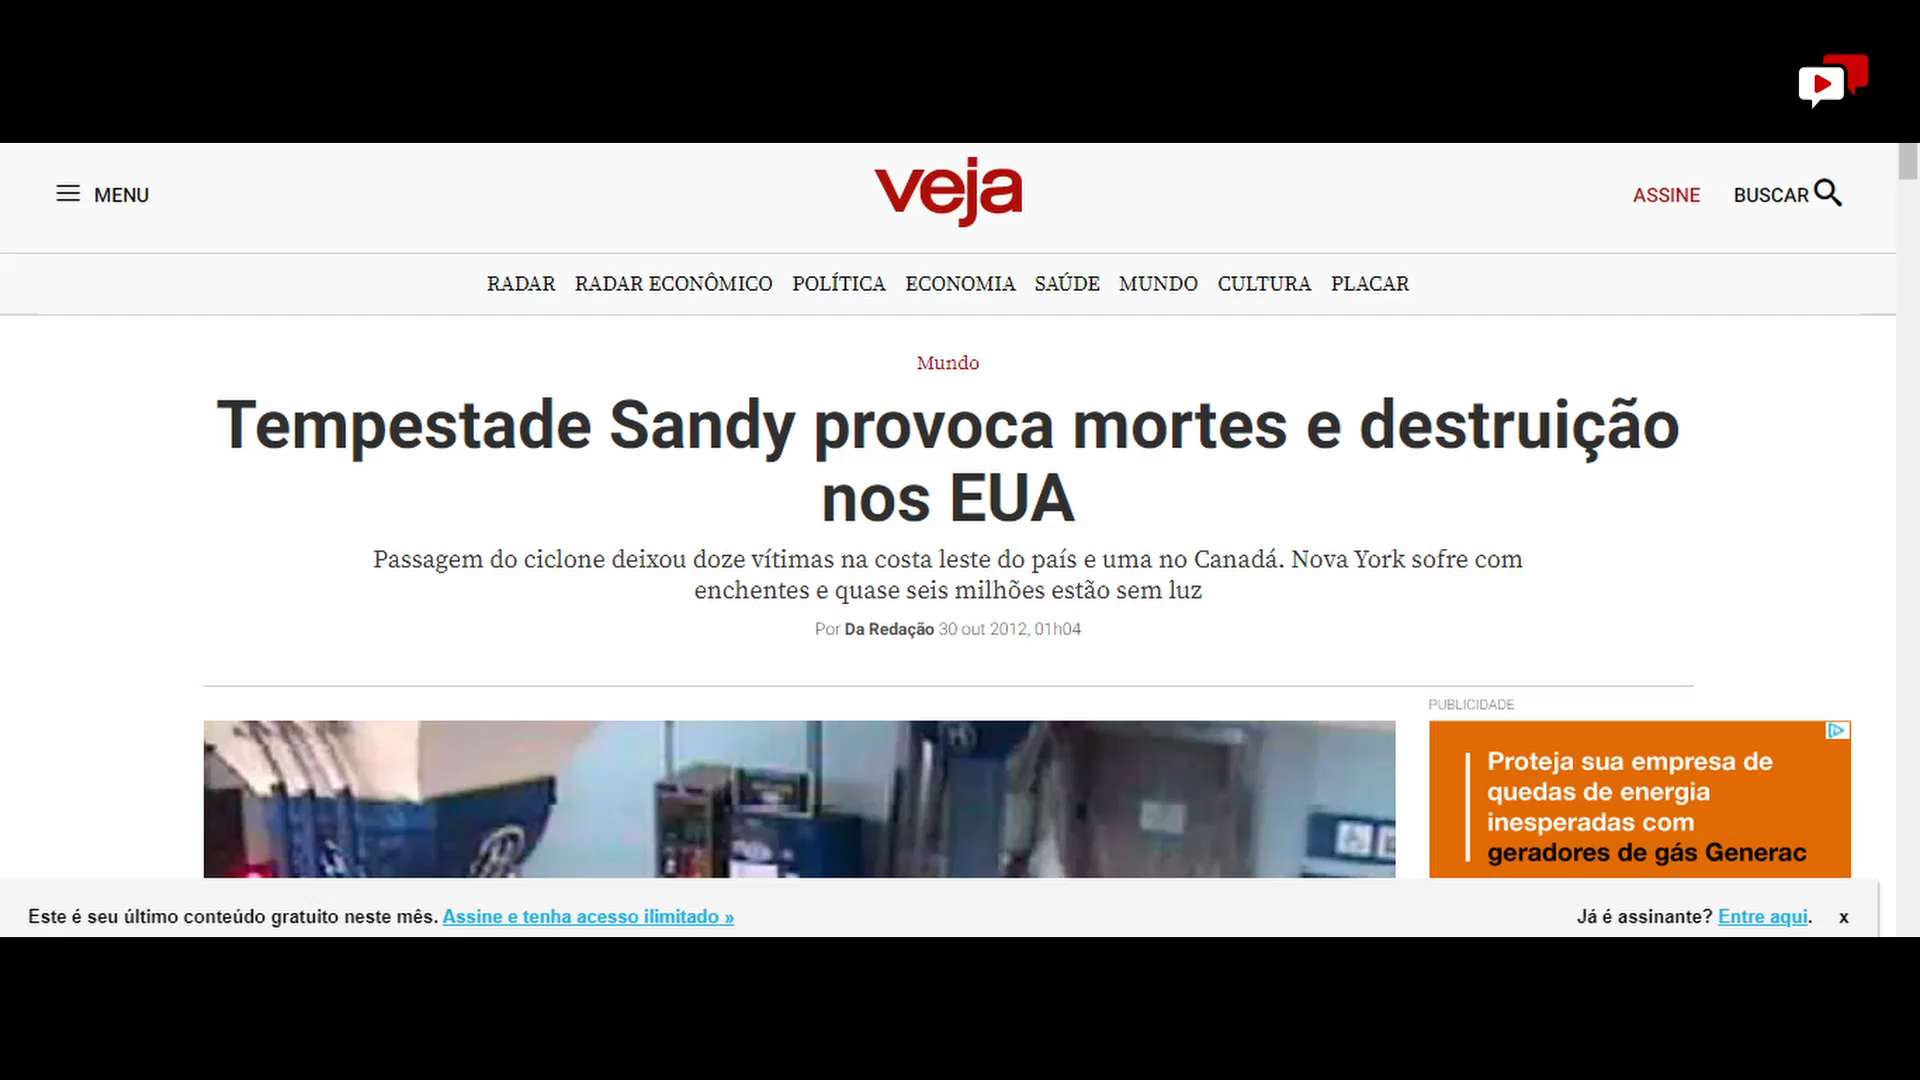 MENU
veja
ASSINE
BUSCAR
RADAR RADAR ECONÔMICO POLÍTICA ECONOMIA SAÚDE MUNDO CULTURA PLACAR
Mundo
Tempestade Sandy provoca mortes e destruição
nos EUA
Passagem do ciclone deixou doze vítimas na costa leste do país e uma no Canadá. Nova York sofre com
enchentes e quase seis milhões estão sem luz
Por Da Redação 30 out 2012, 01h04
PUBLICIDADE
Proteja sua empresa de
quedas de energia
inesperadas com
geradores de gás Generac
Este é seu último conteúdo gratuito neste mês. Assine e tenha acesso ilimitado »
Já é assinante? Entre aqui. x